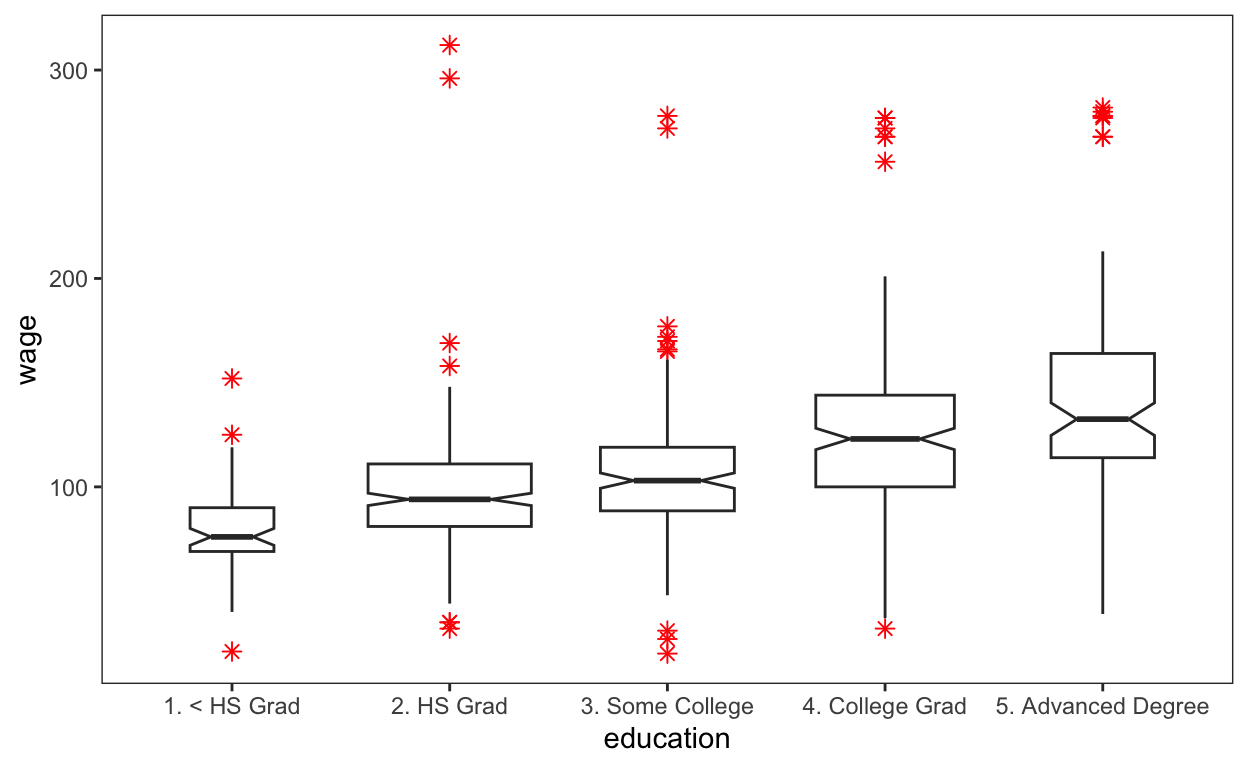 300
200
100
wage
1. < HS Grad
2. HS Grad
3. Some College
4. College Grad
5. Advanced Degree
education